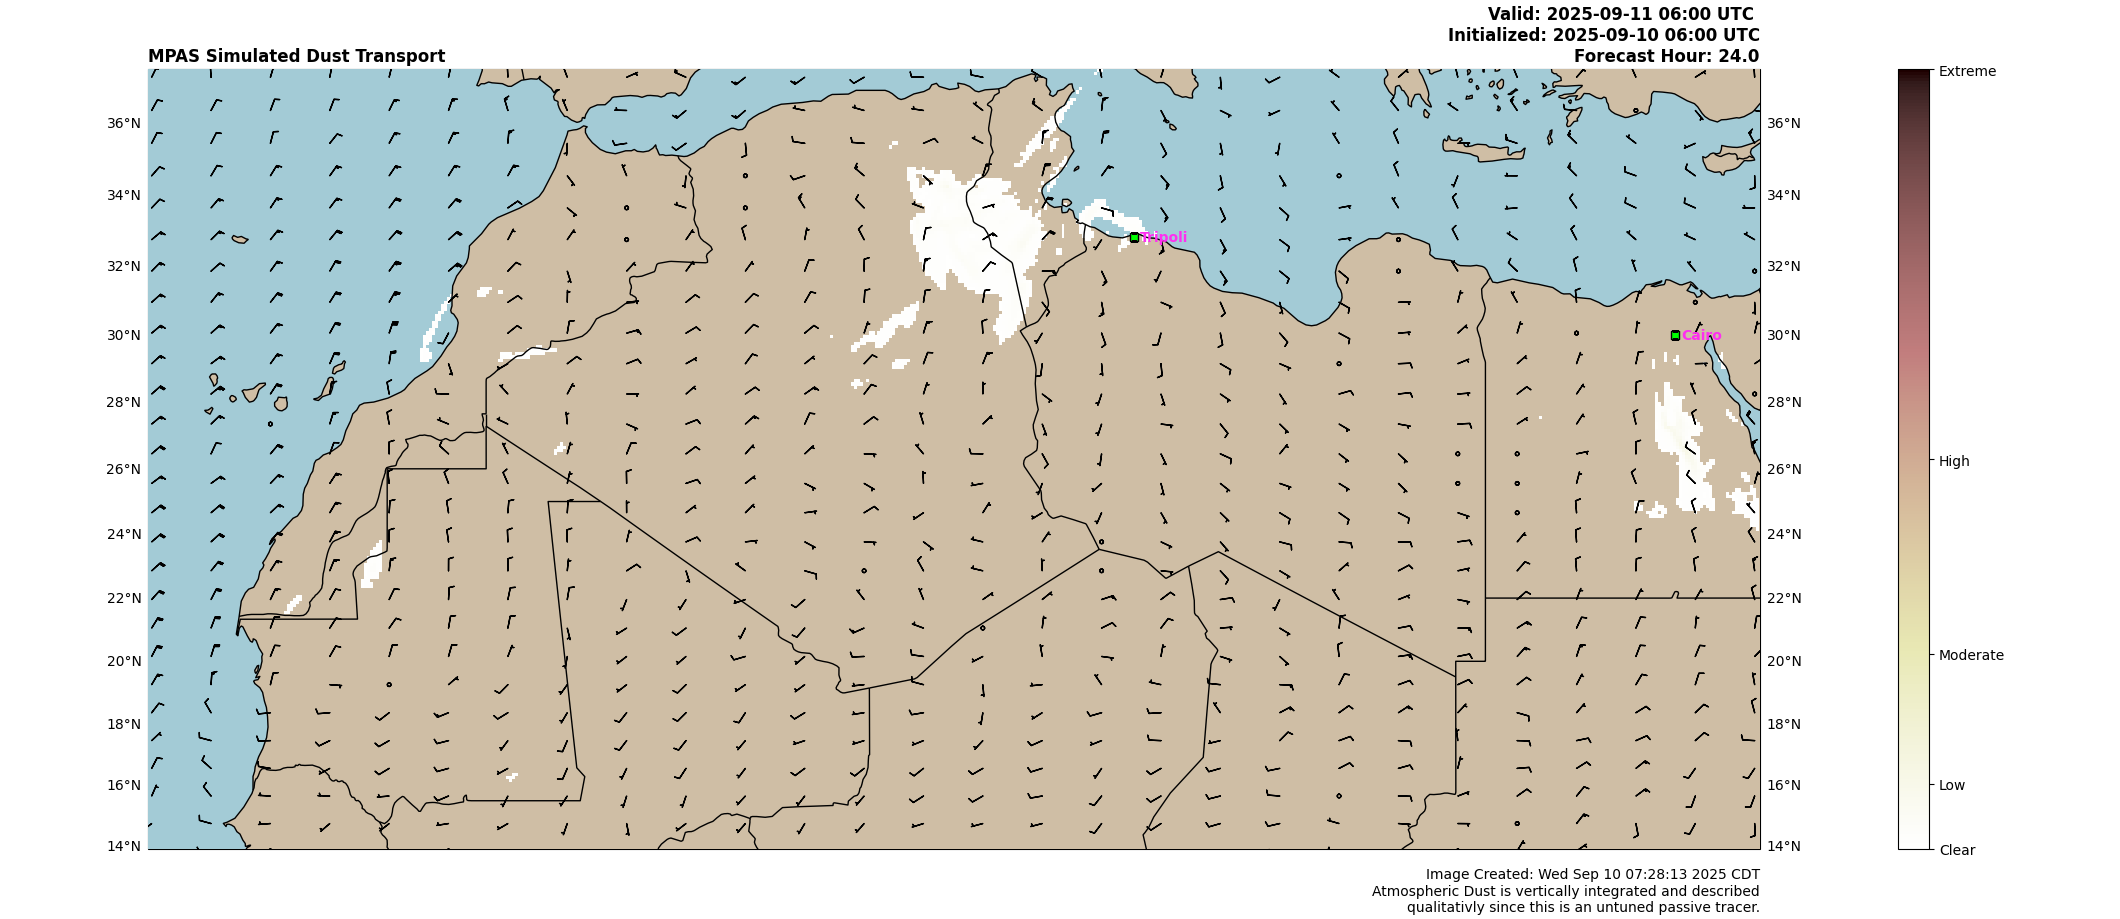 Valid: 2025-09-11 06:00 UTC
Initialized: 2025-09-10 06:00 UTC
MPAS Simulated Dust Transport
Forecast Hour: 24.0
Extreme
36°N
36°N
34°N
34°N
Tripoli
32°N
32°N
30°N
Cairo
30°N
28°N
28°N
26°N
26°N
High
24°N
24°N
22°N
22°N
20°N
20°N
Moderate
18°N
18°N
16°N
16°N
Low
14°N
14°N
Clear
Image Created: Wed Sep 10 07:28:13 2025 CDT
Atmospheric Dust is vertically integrated and described
qualitativly since this is an untuned passive tracer.